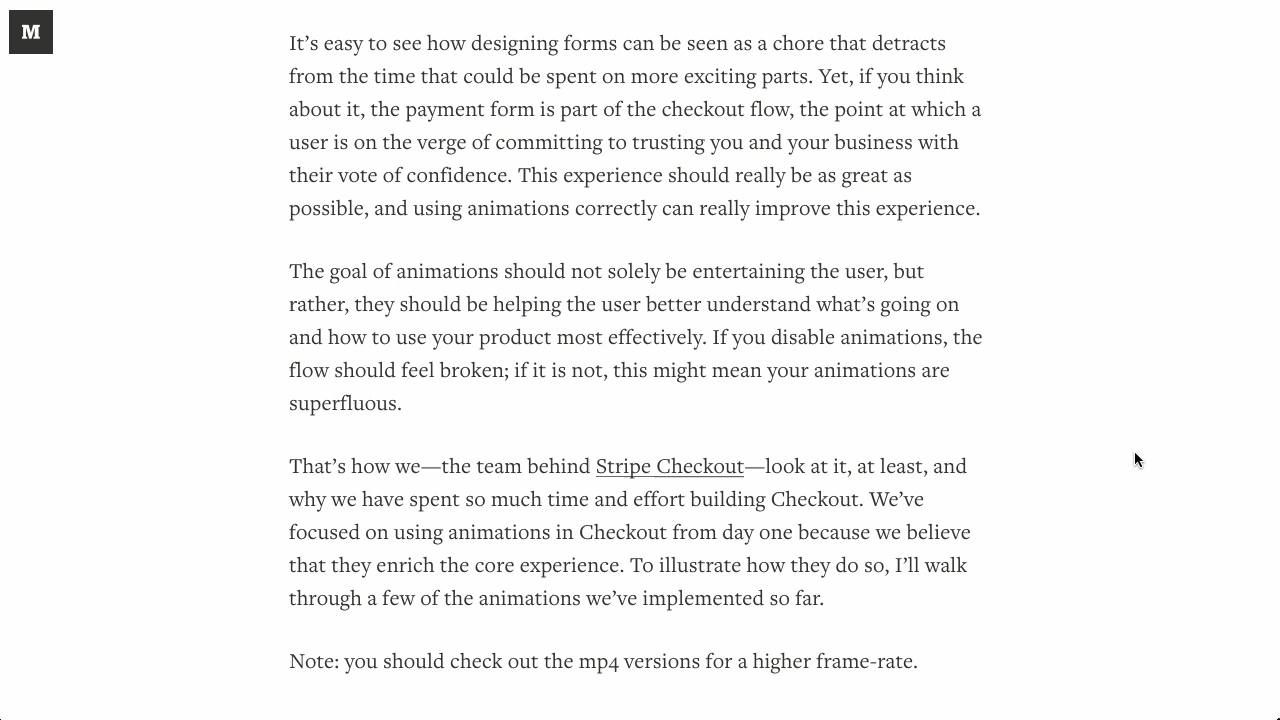 M
It's easy to see how designing forms can be seen as a chore that detracts
from the time that could be spent on more exciting parts. Yet, if you think
about it, the payment form is part of the checkout flow, the point at which a
user is on the verge of committing to trusting you and your business with
their vote of confidence. This experience should really be as great as
possible, and using animations correctly can really improve this experience.
The goal of animations should not solely be entertaining the user, but
rather, they should be helping the user better understand what’s going on
and how to use your product most effectively. If you disable animations, the
flow should feel broken; if it is not, this might mean your animations are
superfluous.
That’s how we—the team behind Stripe Checkout—look at it, at least, and
why we have spent so much time and effort building Checkout. We’ve
focused on using animations in Checkout from day one because we believe
that they enrich the core experience. To illustrate how they do so, I’ll walk
through a few of the animations we’ve implemented so far.
Note: you should check out the mp4 versions for a higher frame-rate.